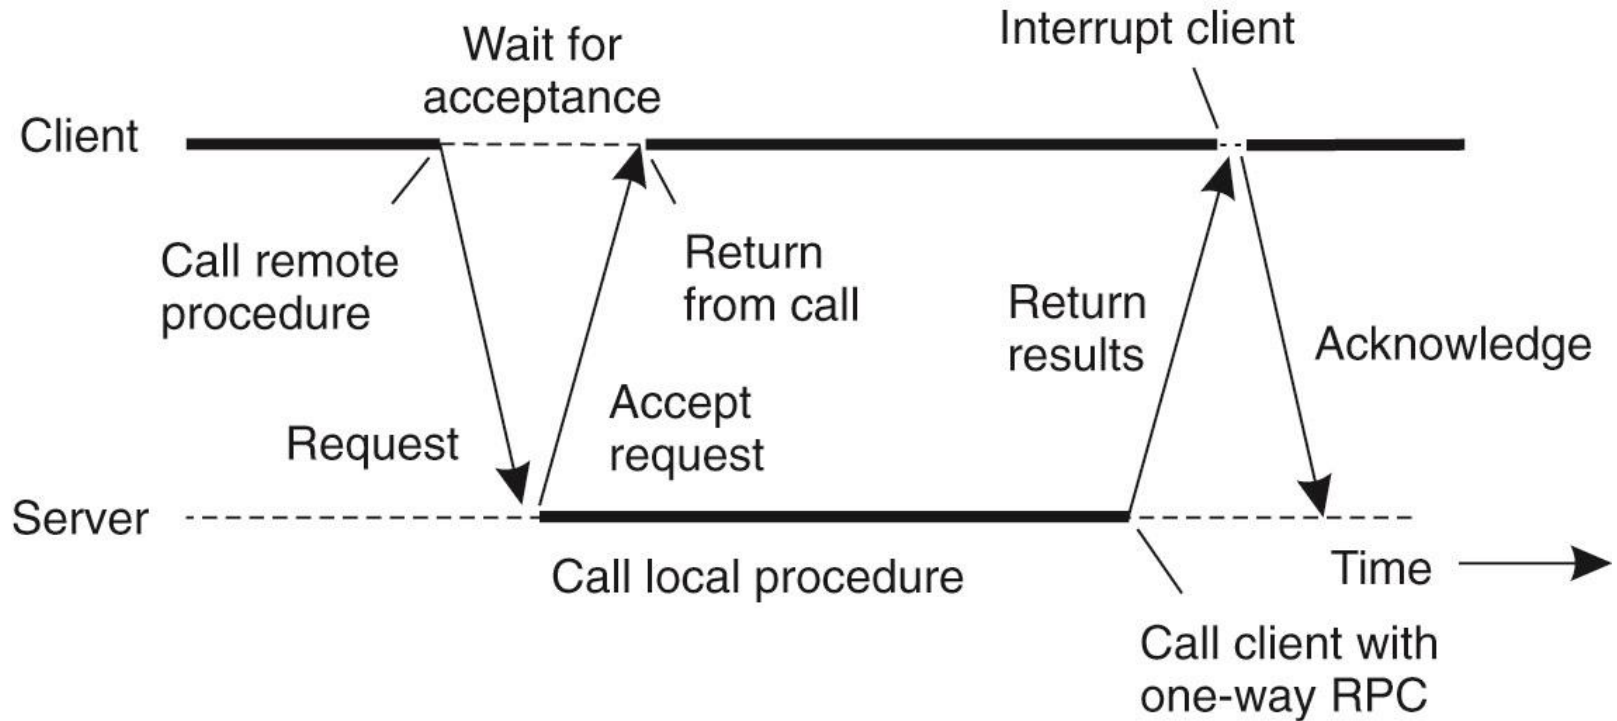 Interrupt client
Wait for
acceptance
Client
Call remote
procedure
Return
from call
Return
results
Acknowledge
Accept
request
Request
Server
Call local procedure
Time
Call client with
one-way RPC